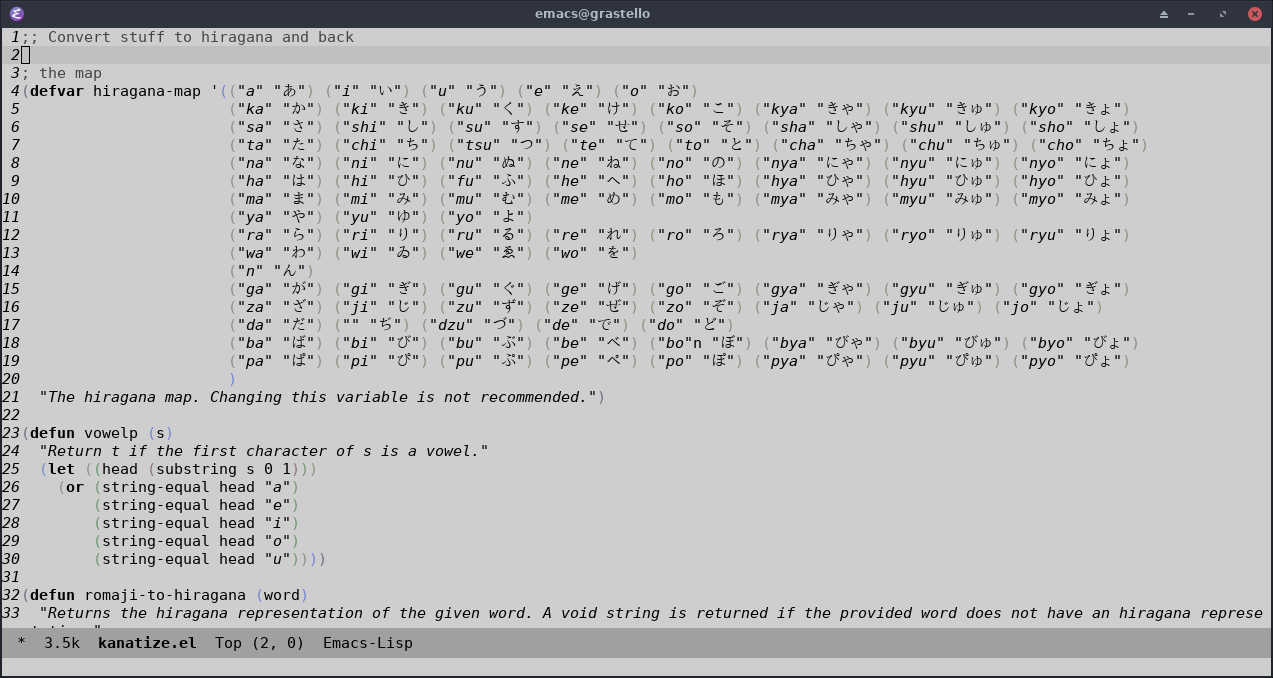 emacs@grastello
1;; Convert stuff to hiragana and back
2
3; the map
4(defvar hiragana-map '(("a" "あ") ("i" "い") ("u" "う") ("e" "え") ("o" "お")
5 ("ka" "か") ("ki" "き") ("ku" "く") ("ke" "け") ("ko" "こ") ("kya" "きゃ") ("kyu" "きゅ") ("kyo" "きょ")
6 ("sa" "さ") ("shi" "し") ("su" "す") ("se" "せ") ("so" "そ") ("sha" "しゃ") ("shu" "しゅ") ("sho" "しょ")
7 ("ta" "た") ("chi" "ち") ("tsu" "つ") ("te" "て") ("to" "と") ("cha" "ちゃ") ("chu" "ちゅ") ("cho" "ちょ")
8 ("na" "な") ("ni" "に") ("nu" "ぬ") ("ne" "ね") ("no" "の") ("nya" "にゃ") ("nyu" "にゅ") ("nyo" "にょ")
9 ("ha" "は") ("hi" "ひ") ("fu" "ふ") ("he" "へ") ("ho" "ほ") ("hya" "ひゃ") ("hyu" "ひゅ") ("hyo" "ひょ")
10 ("ma" "ま") ("mi" "み") ("mu" "む") ("me" "め") ("mo" "も") ("mya" "みゃ") ("myu" "みゅ") ("myo" "みょ")
11 ("ya" "や") ("yu" "ゆ") ("yo" "よ")
12 ("ra" "ら") ("ri" "り") ("ru" "る") ("re" "れ") ("ro" "ろ") ("rya" "りゃ") ("ryo" "りゅ") ("ryu" "りょ")
13 ("wa" "わ") ("wi" "ゐ") ("we" "ゑ") ("wo" "を")
14 ("n" "ん")
15 ("ga" "が") ("gi" "ぎ") ("gu" "ぐ") ("ge" "げ") ("go" "ご") ("gya" "ぎゃ") ("gyu" "ぎゅ") ("gyo" "ぎょ")
16 ("za" "ざ") ("ji" "じ") ("zu" "ず") ("ze" "ぜ") ("zo" "ぞ") ("ja" "じゃ") ("ju" "じゅ") ("jo" "じょ")
17 ("da" "だ") ("" "ぢ") ("dzu" "づ") ("de" "で") ("do" "ど")
18 ("ba" "ば") ("bi" "び") ("bu" "ぶ") ("be" "べ") ("bo"n "ぼ") ("bya" "びゃ") ("byu" "びゅ") ("byo" "びょ")
19 ("pa" "ぱ") ("pi" "ぴ") ("pu" "ぷ") ("pe" "ぺ") ("po" "ぽ") ("pya" "ぴゃ") ("pyu" "ぴゅ") ("pyo" "ぴょ")
20 )
21 "The hiragana map. Changing this variable is not recommended.")
22
23(defun vowelp (s)
24 "Return t if the first character of s is a vowel."
25 (let ((head (substring s 0 1)))
26 (or (string-equal head "a")
27 (string-equal head "e")
28 (string-equal head "i")
29 (string-equal head "o")
30 (string-equal head "u"))))
31
32(defun romaji-to-hiragana (word)
33 "Returns the hiragana representation of the given word. A void string is returned if the provided word does not have an hiragana represe
* 3.5k kanatize.el Top (2, 0) Emacs-Lisp